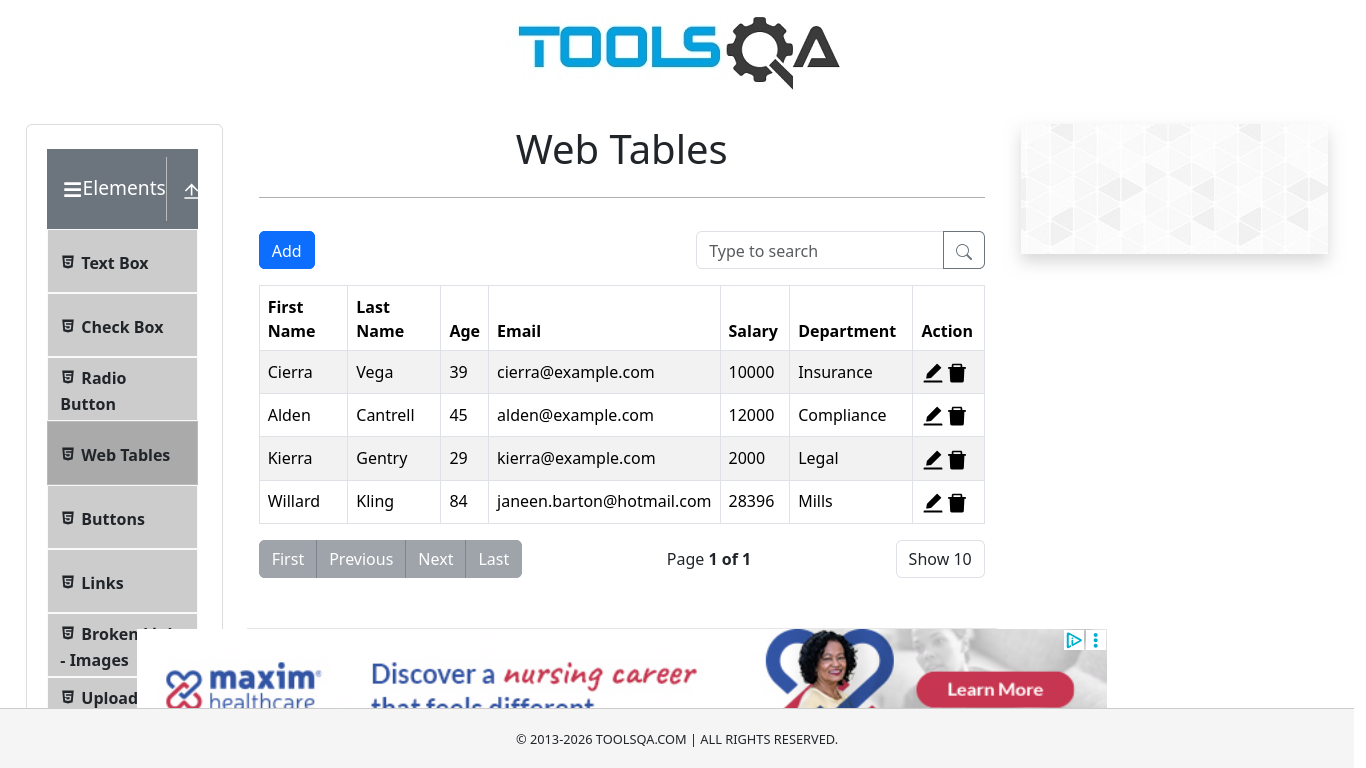 TOOLSQA
Web Tables
Elements
Text Box
Check Box
Radio
Button
Web Tables
Buttons
Links
Broken
- Images
Upload
Add
Type to search
First Name Last Name Age Email Salary Department Action
Cierra Vega 39 cierra@example.com 10000 Insurance
Alden Cantrell 45 alden@example.com 12000 Compliance
Kierra Gentry 29 kierra@example.com 2000 Legal
Willard Kling 84 janeen.barton@hotmail.com 28396 Mills
First Previous Next Last Page 1 of 1 Show 10
maxim
healthcare
Discover a nursing career
that feels different
Learn More
© 2013-2026 TOOLSQA.COM | ALL RIGHTS RESERVED.